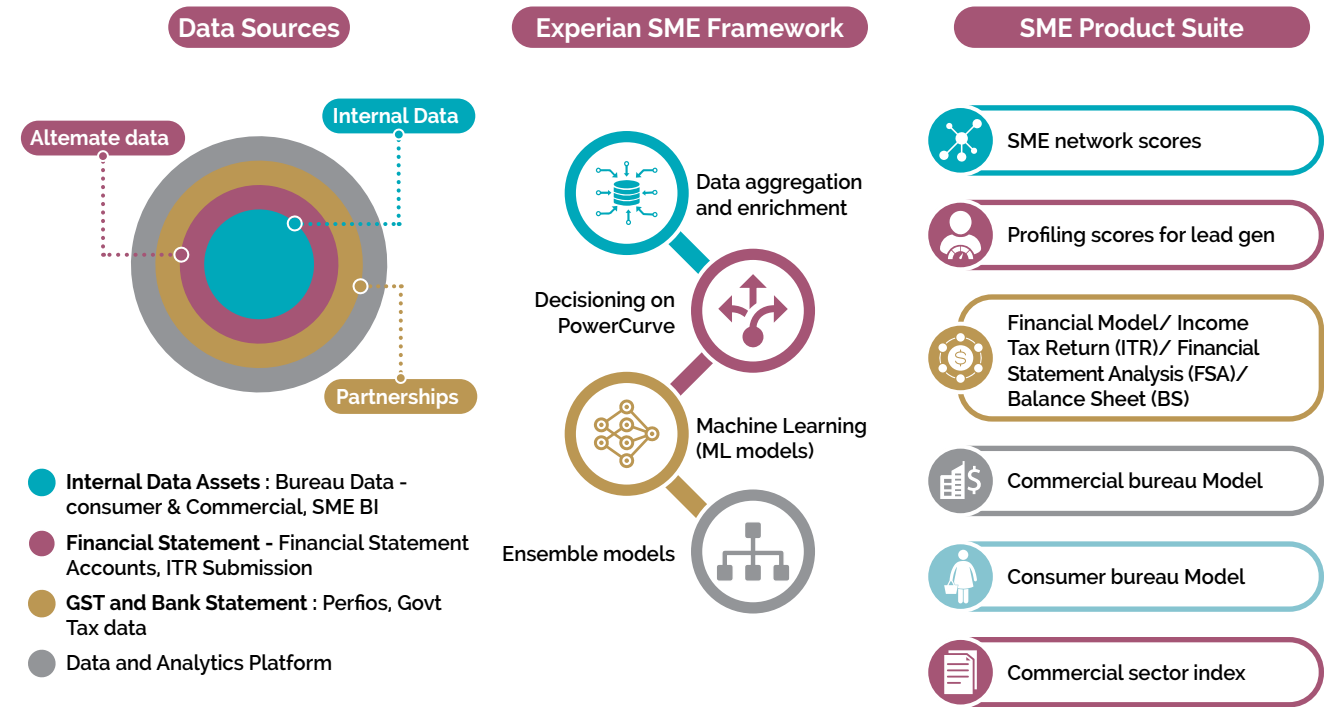 Data Sources
Internal Data
Altemate data
Partnerships
Internal Data Assets : Bureau Data -
consumer & Commercial, SME BI
Financial Statement - Financial Statement
Accounts, ITR Submission
GST and Bank Statement : Perfios, Govt
Tax data
Data and Analytics Platform
Experian SME Framework
Data aggregation
and enrichment
Decisioning on
PowerCurve
Machine Learning
(ML models)
Ensemble models
SME Product Suite
SME network scores
Profiling scores for lead gen
$
Financial Model/ Income
Tax Return (ITR)/ Financial
Statement Analysis (FSA)/
Balance Sheet (BS)
$
Commercial bureau Model
Consumer bureau Model
Commercial sector index